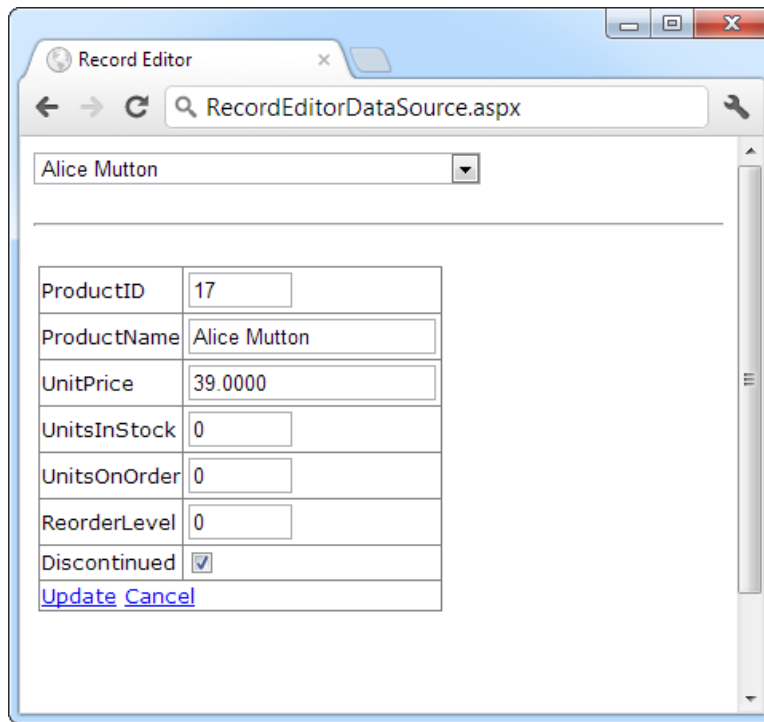 Record Editor
RecordEditorDataSource.aspx
Alice Mutton
ProductID 17
ProductName Alice Mutton
UnitPrice 39.0000
UnitsInStock 0
UnitsOnOrder 0
ReorderLevel 0
Discontinued
Update Cancel